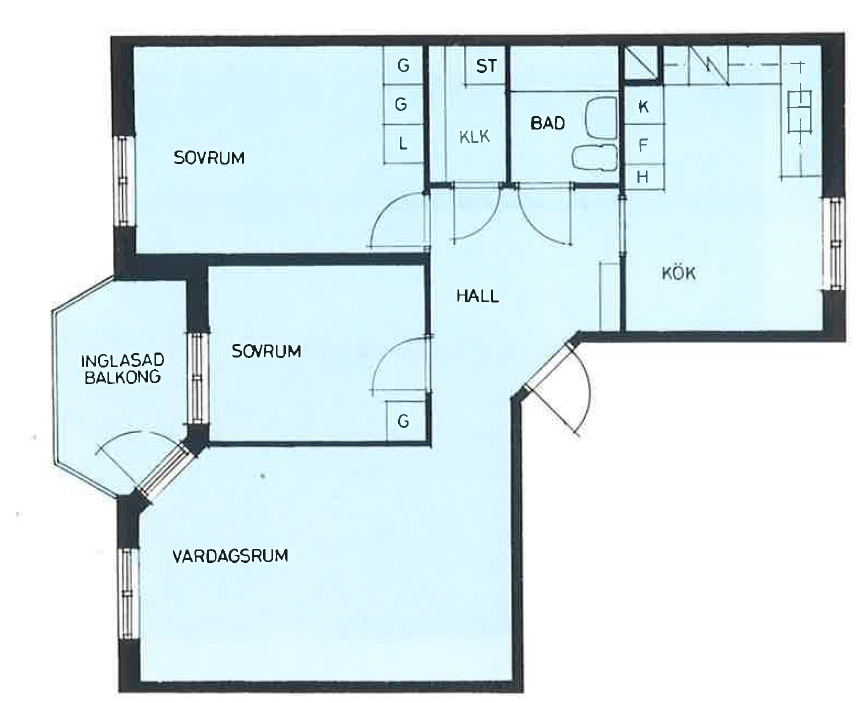 G
ST
G
L
SOVRUM
KLK
BAD
K
F
H
KÖK
HALL
INGLASAD
BALKONG
SOVRUM
G
VARDAGSRUM